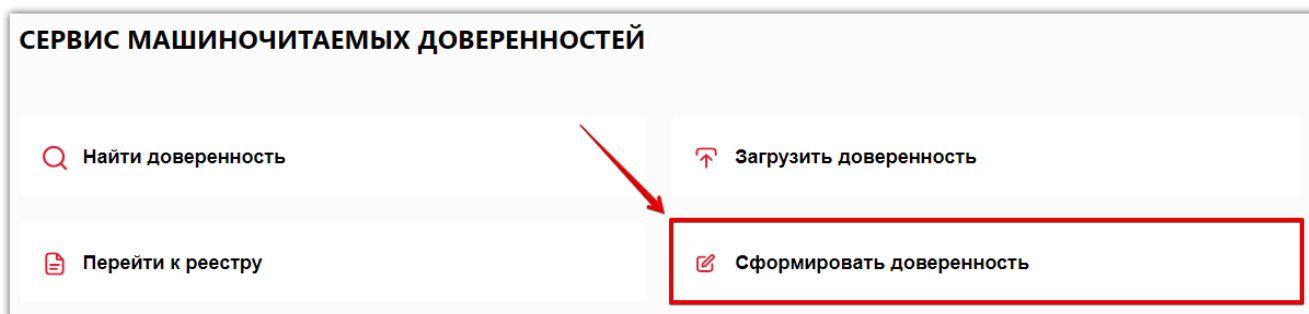 СЕРВИС МАШИНОЧИТАЕМЫХ ДОВЕРЕННОСТЕЙ
Найти доверенность
Загрузить доверенность
Перейти к реестру
Сформировать доверенность